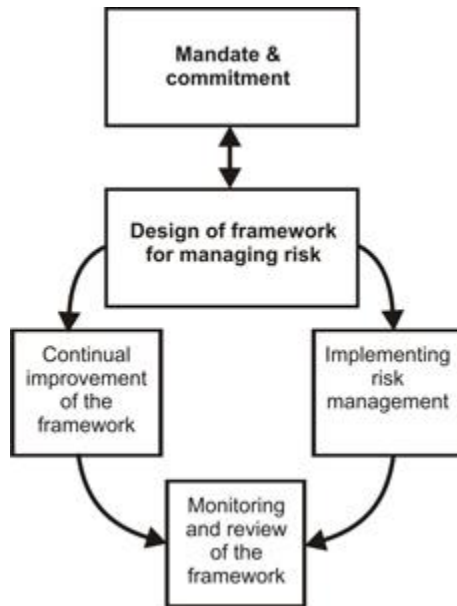 Mandate &
commitment
Design of framework
for managing risk
Continual
improvement
of the
framework
Implementing
risk
management
Monitoring
and review
of the
framework